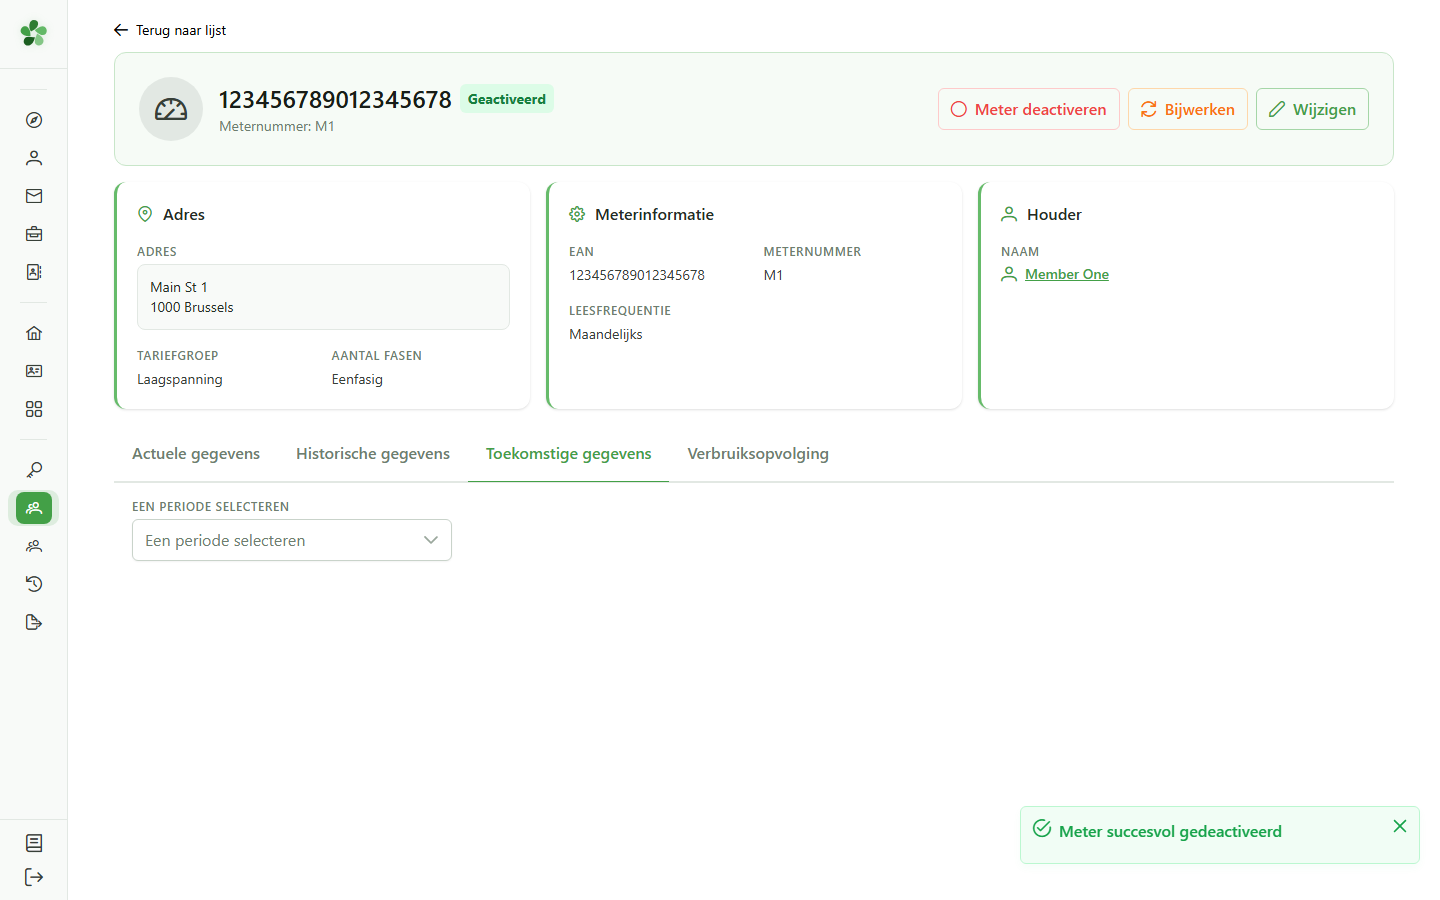 Terug naar lijst
123456789012345678
Geactiveerd
Meternummer: M1
Meter deactiveren
Bijwerken
Wijzigen
Adres
ADRES
Main St 1
1000 Brussels
TARIEFGROEP
AANTAL FASEN
Laagspanning
Eenfasig
Meterinformatie
EAN
METERNUMMER
123456789012345678
M1
LEESFREQUENTIE
Maandelijks
Houder
NAAM
Member One
Actuele gegevens
Historische gegevens
Toekomstige gegevens
Verbruiksopvolging
EEN PERIODE SELECTEREN
Een periode selecteren
Meter succesvol gedeactiveerd